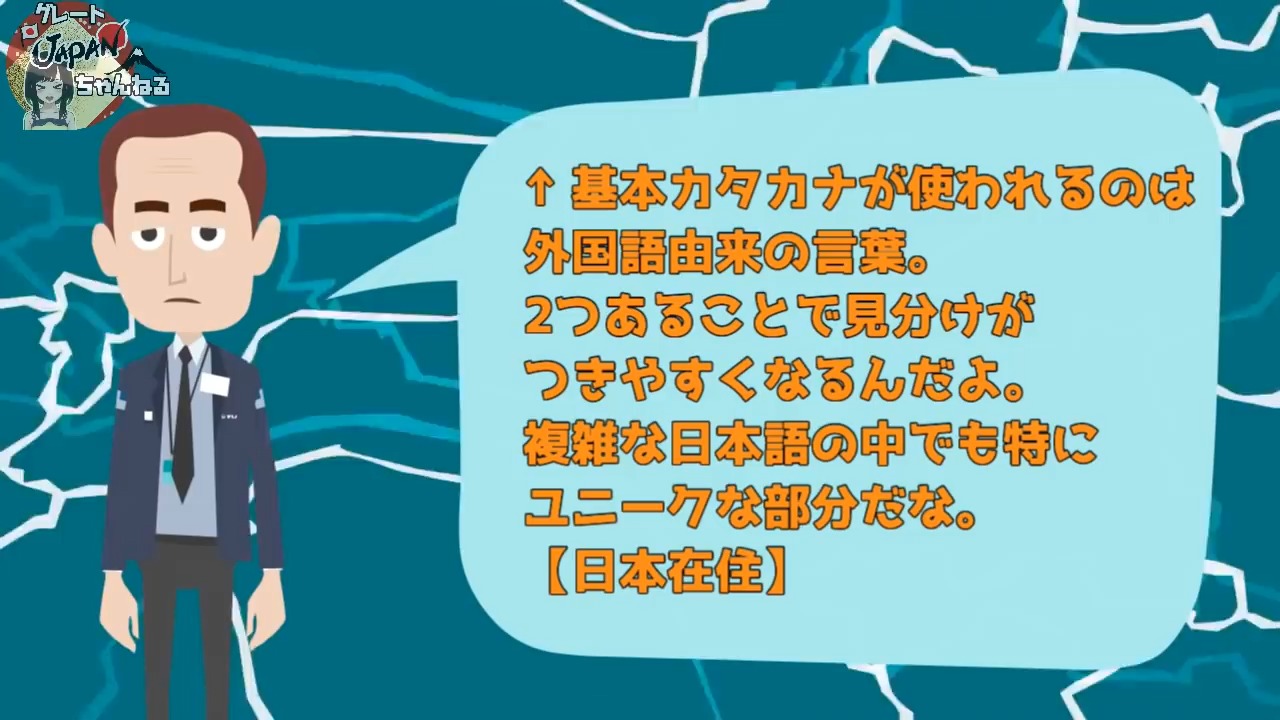 グレート
JAPAN
ちゃんねる
↑基本カタカナが使われるのは
外国語由来の言葉。
2つあることで見分けが
つきやすくなるんだよ。
複雑な日本語の中でも特に
ユニークな部分だな。
【日本在住】